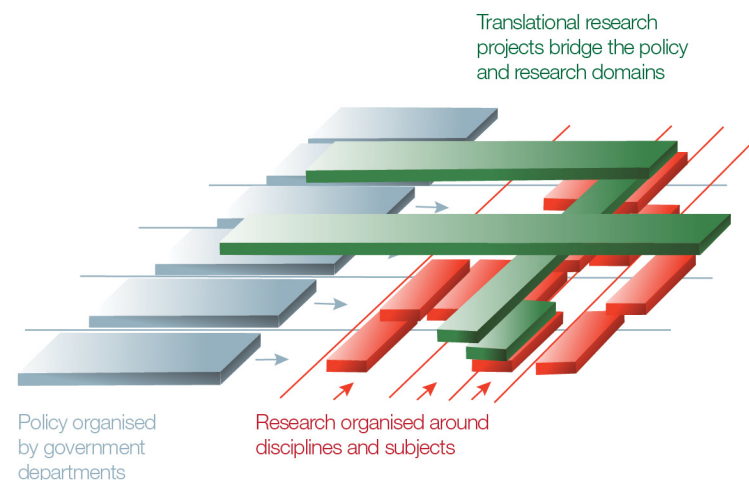 Translational research
projects bridge the policy
and research domains
Policy organised
by government
departments
Research organised around
disciplines and subjects